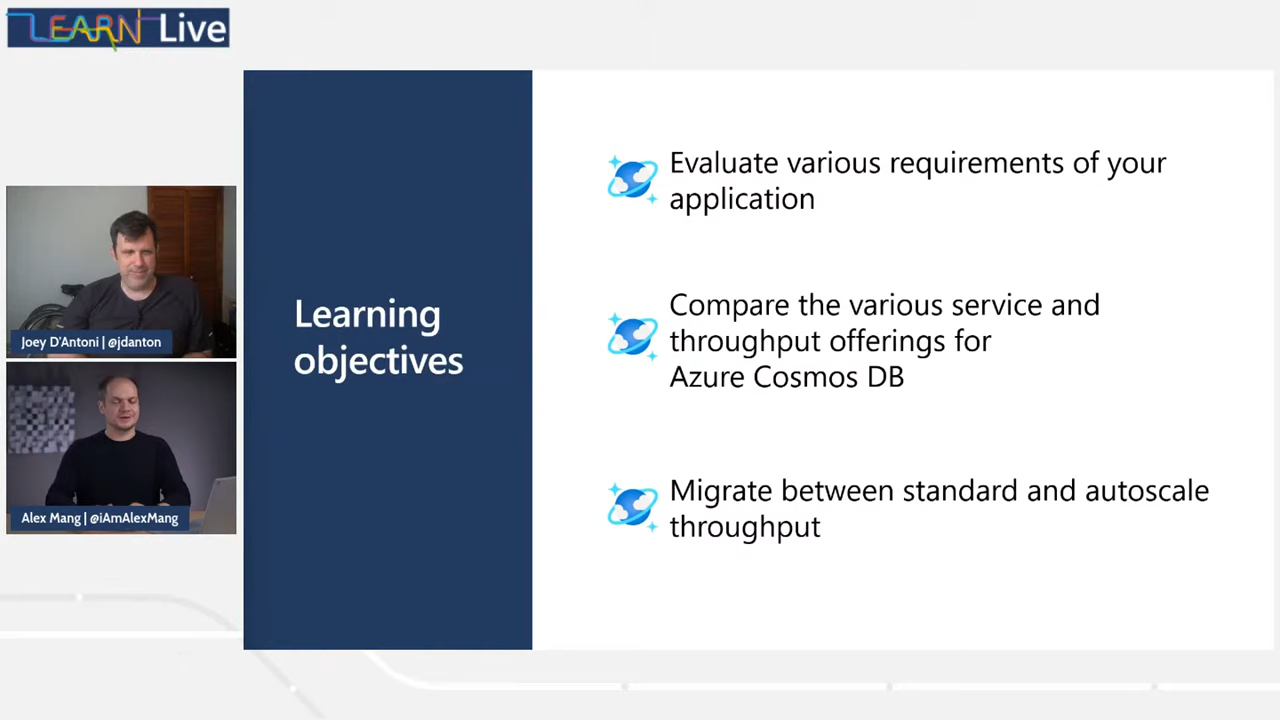 LEARN Live
Joey D'Antoni | @jdanton
Alex Mang | @iAmAlexMang
Learning
objectives
Evaluate various requirements of your
application
Compare the various service and
throughput offerings for
Azure Cosmos DB
Migrate between standard and autoscale
throughput